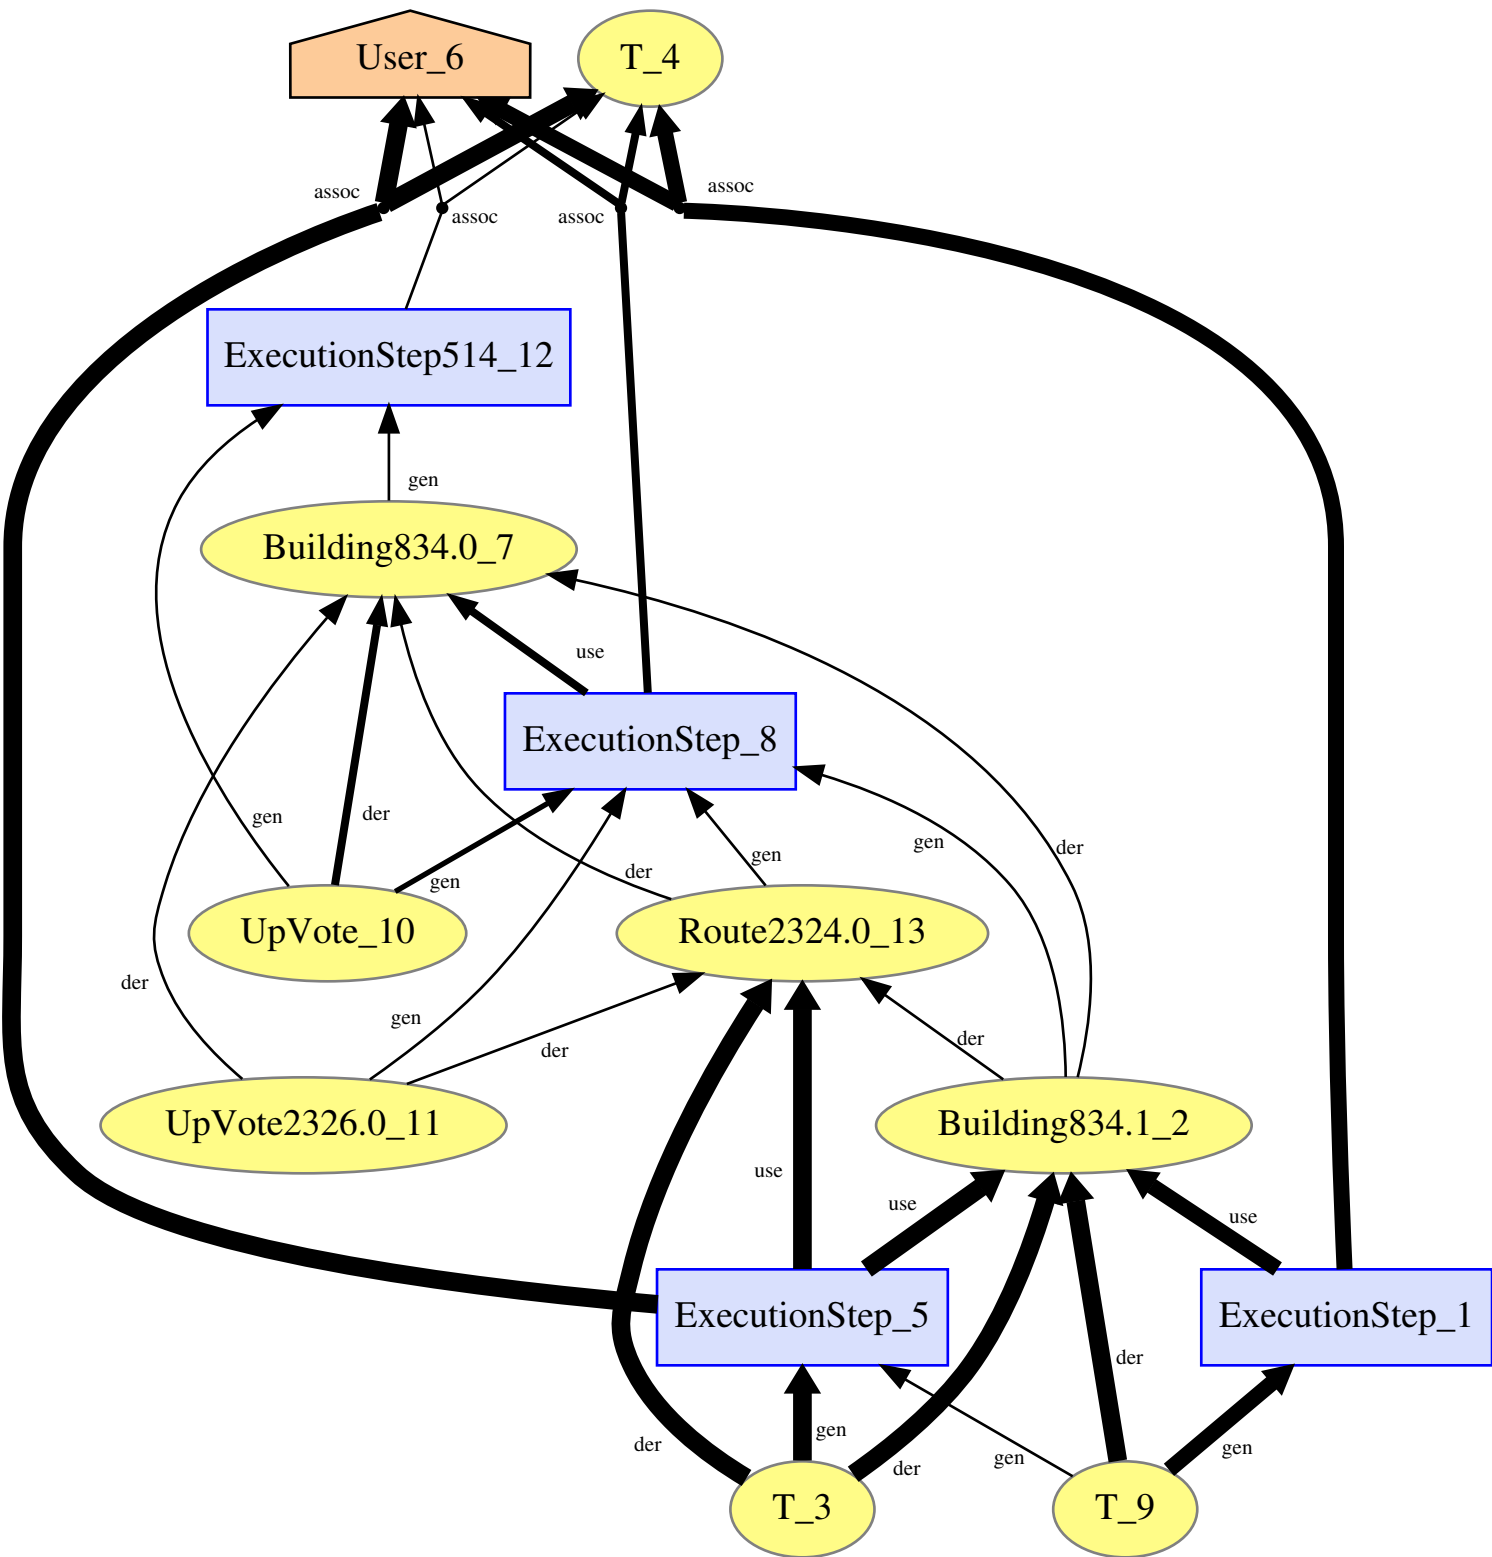 User_6
T_4
assoc
assoc
assoc
assoc
ExecutionStep514_12
gen
Building834.0_7
use
ExecutionStep_8
gen
der
gen
der
gen
gen
der
UpVote_10
Route2324.0_13
der
gen
der
der
UpVote2326.0_11
Building834.1_2
use
use
use
ExecutionStep_5
ExecutionStep_1
der
gen
der
der
gen
gen
T_3
T_9